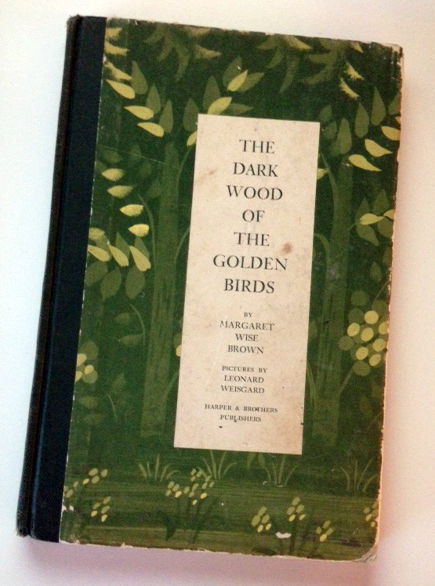 THE
DARK
WOOD
OF
THE
GOLDEN
BIRDS
BY
MARGARET
WISE
BROWN
PICTURES BY
LEONARD
WEISGARD
HARPER & BROTHERS
PUBLISHERS